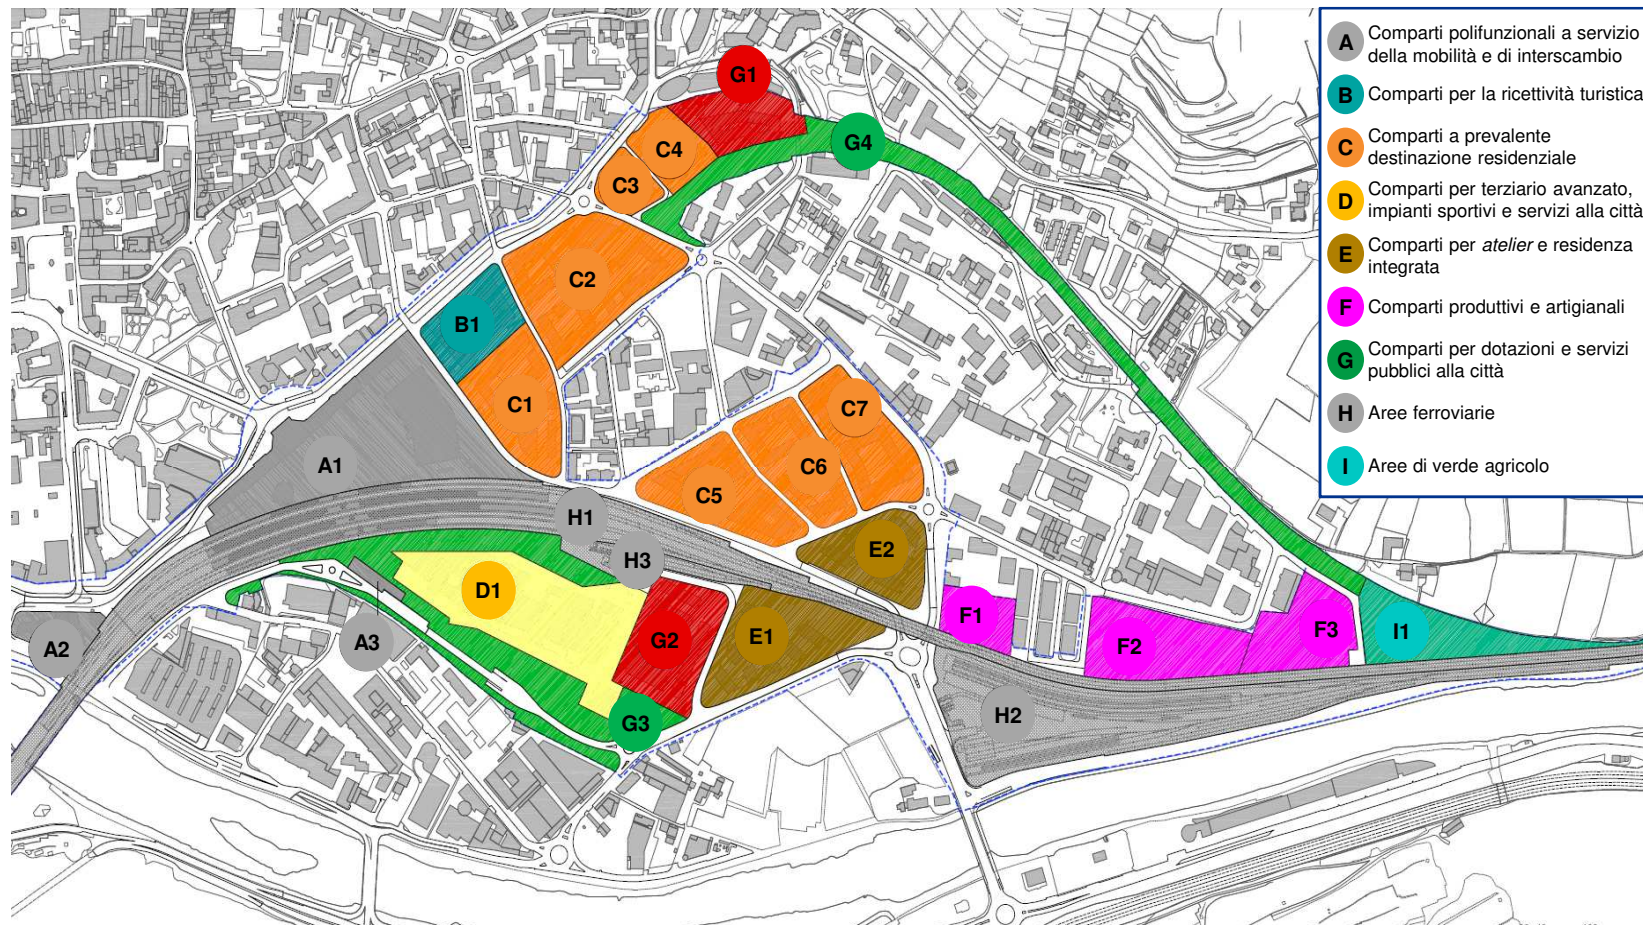 A Comparti polifunzionali a servizio
della mobilità e di interscambio
B Comparti per la ricettività turistica
C Comparti a prevalente
destinazione residenziale
D Comparti per terziario avanzato,
impianti sportivi e servizi alla città
E Comparti per atelier e residenza
integrata
F Comparti produttivi e artigianali
G Comparti per dotazioni e servizi
pubblici alla città
H Aree ferroviarie
I Aree di verde agricolo
G1
G4
C4
C3
C2
B1
C1
C7
C6
C5
A1
H1
H3
E2
D1
F1
G2
E1
F2
F3
I1
A2
A3
G3
H2